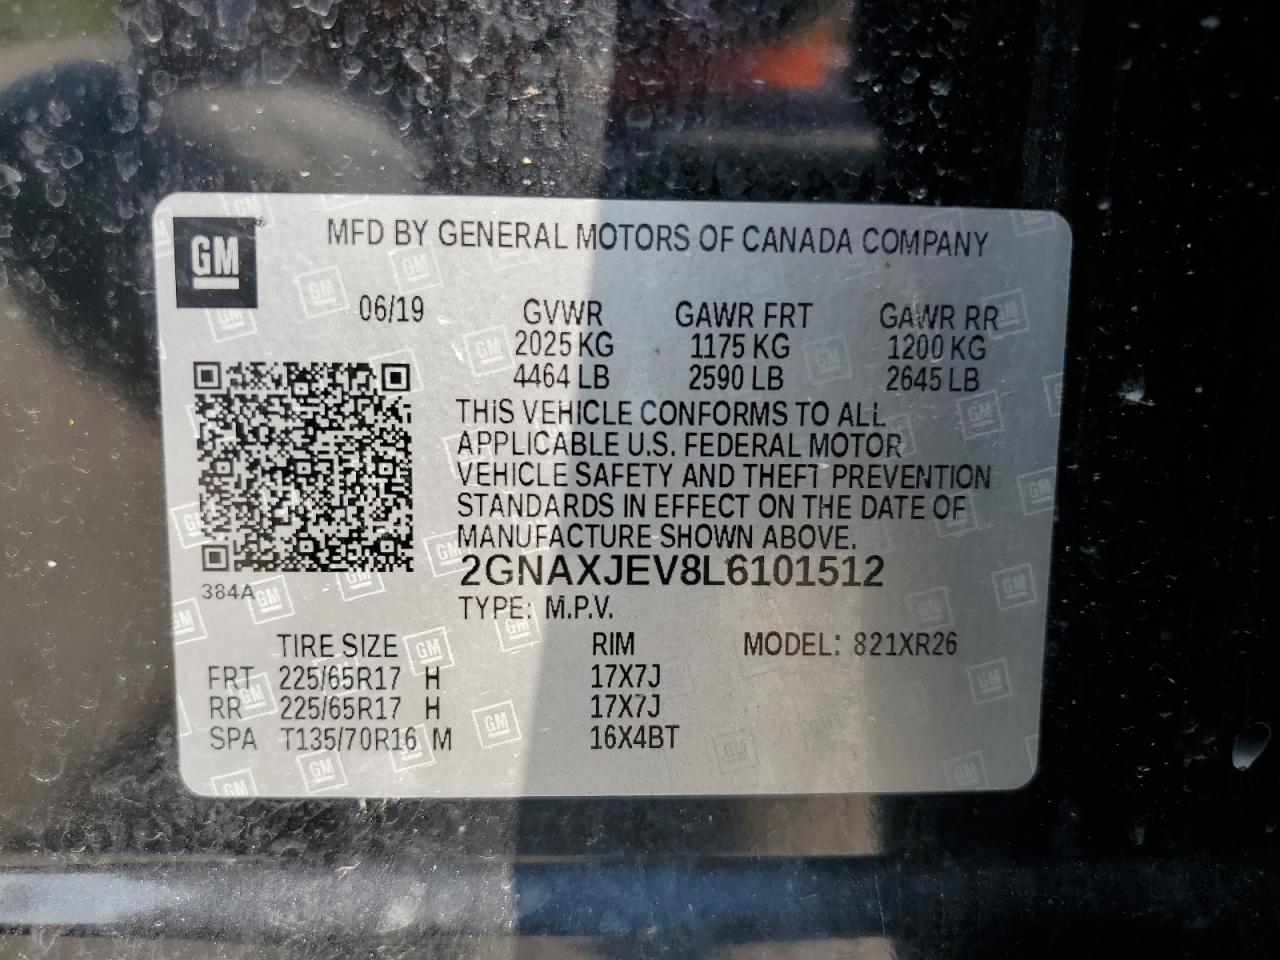 GM
MFD BY GENERAL MOTORS OF CANADA COMPANY
06/19 GVWR GAWR FRT GAWR RR
2025 KG 1175 KG 1200 KG
4464 LB 2590 LB 2645 LB
THIS VEHICLE CONFORMS TO ALL
APPLICABLE U.S. FEDERAL MOTOR
VEHICLE SAFETY AND THEFT PREVENTION
STANDARDS IN EFFECT ON THE DATE OF
MANUFACTURE SHOWN ABOVE.
2GNAXJEV8L6101512
384A
TYPE: M.P.V.
TIRE SIZE RIM MODEL: 821XR26
FRT 225/65R17 H 17X7J
RR 225/65R17 H 17X7J
SPA T135/70R16 M 16X4BT